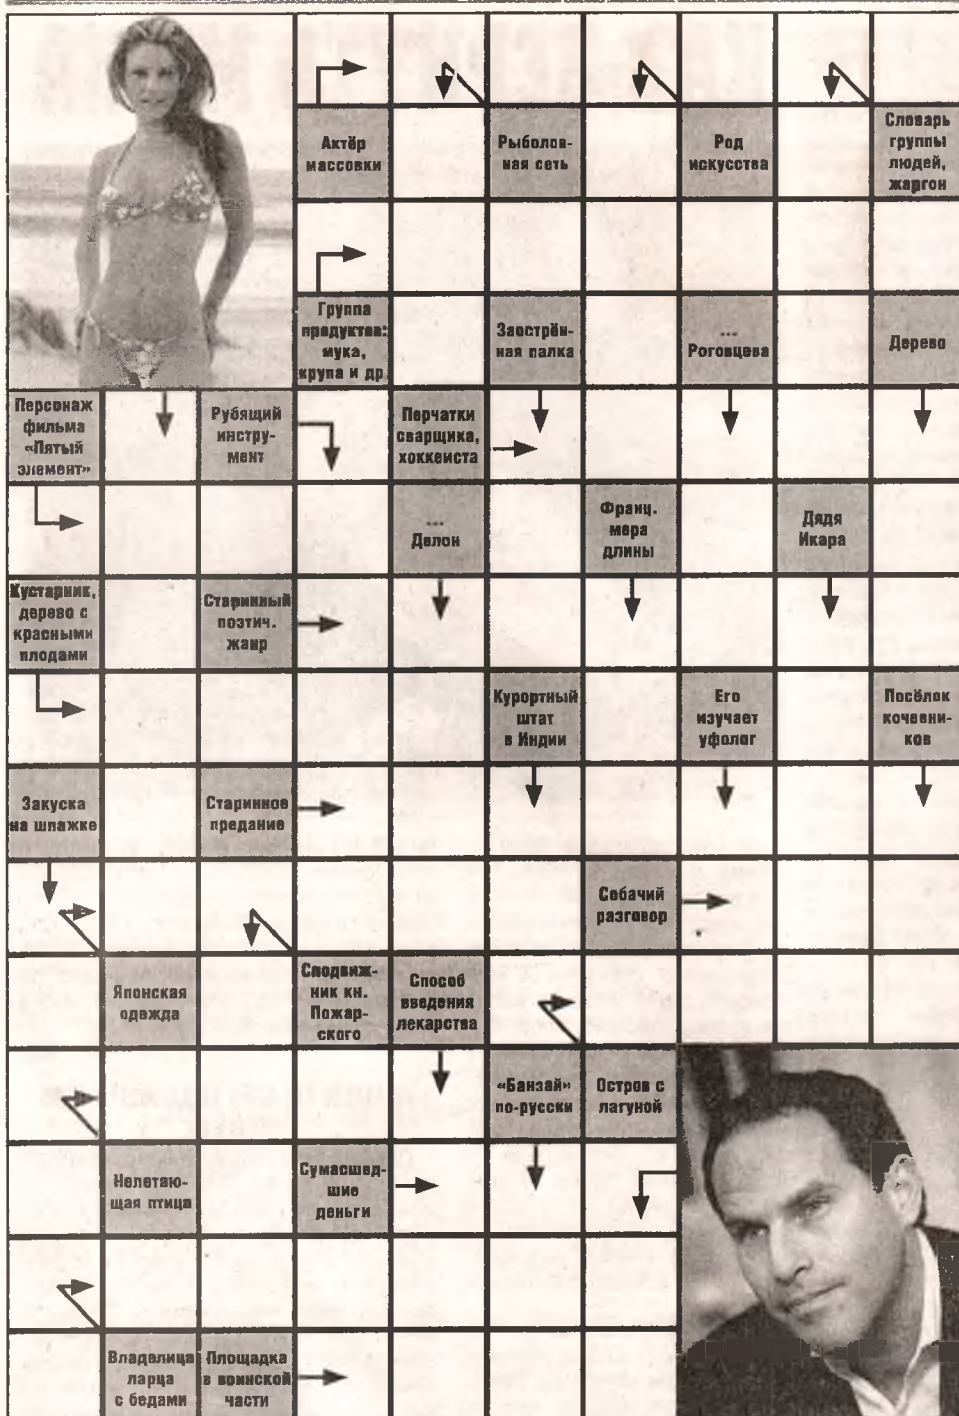 Актёр
массовки
Рыболов-
ная сеть
Род
искусства
Словарь
группы
людей,
жаргон
Группа
продуктов:
мука,
крупа и др.
Заострён-
ная палка
...
Роговцева
Дерево
Персонаж
фильма
«Пятый
элемент»
Рубящий
инстру-
мент
Перчатки
сварщика,
хоккеиста
...
Делон
Франц.
мера
длины
Дядя
Икара
Кустарник,
дерево с
красными
плодами
Старинный
поэтич.
жанр
Курортный
штат
в Индии
Его
изучает
уфолог
Посёлок
кочевни-
ков
Закуска
на шпажке
Старинное
предание
Собачий
разговор
Японская
одежда
Сподвиж-
ник кн.
Пожар-
ского
Способ
введения
лекарства
«Банзай»
по-русски
Остров с
лагуной
Нелетаю-
щая птица
Сумасшед-
шие
деньги
Владелица
ларца
с бедами
Площадка
в воинской
части